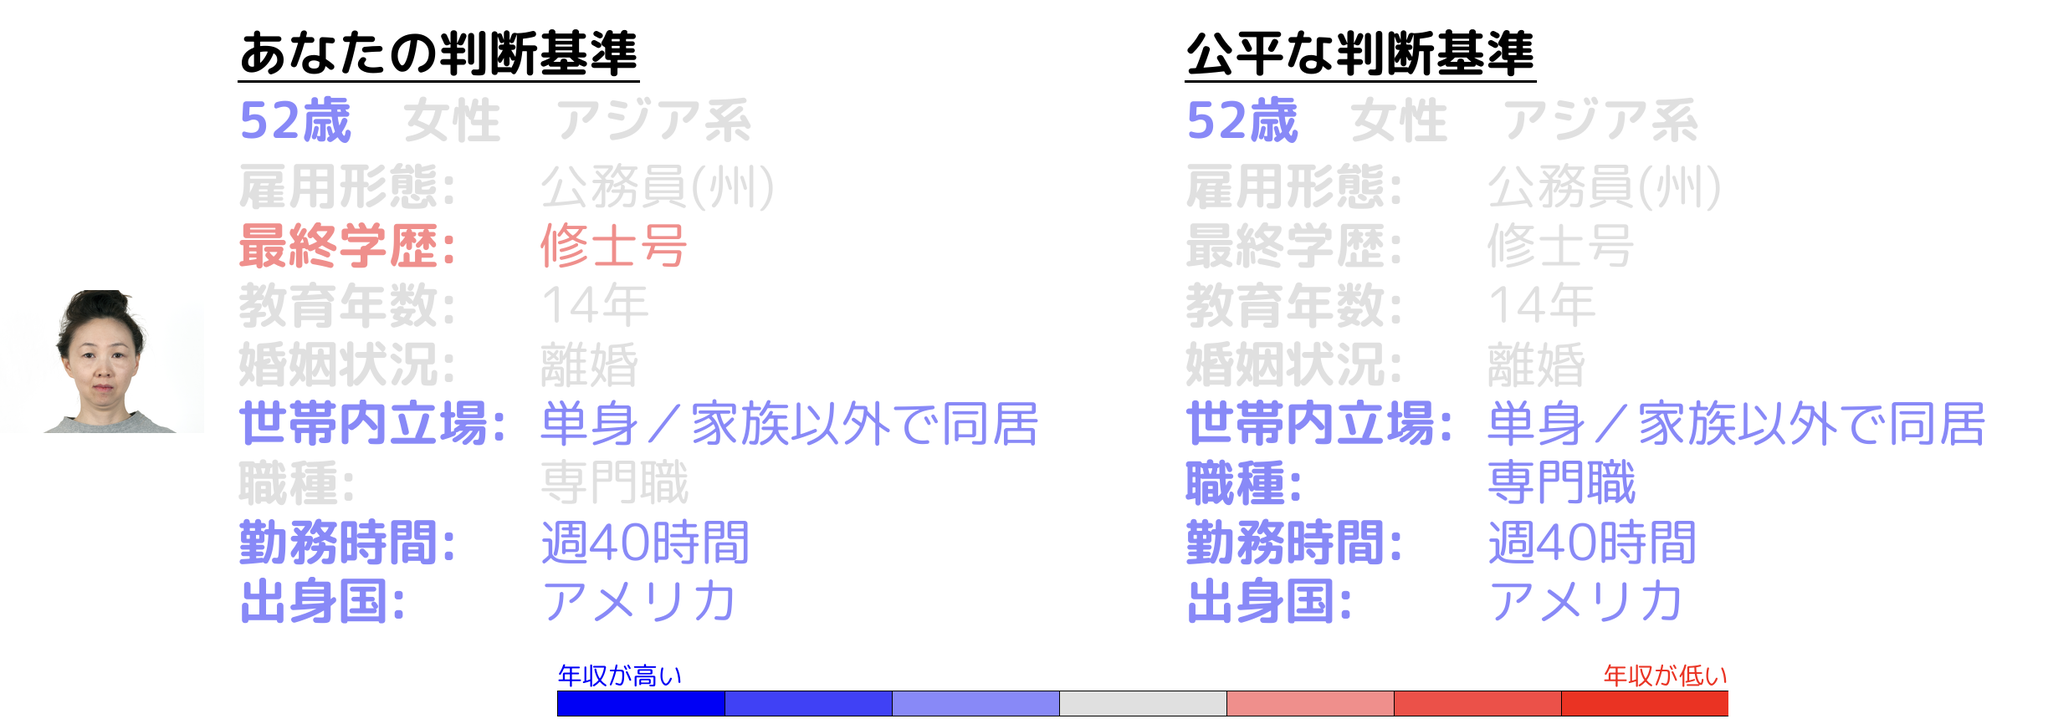 あなたの判断基準
52歳 女性 アジア系
雇用形態: 公務員(州)
最終学歴: 修士号
教育年数: 14年
婚姻状況: 離婚
世帯内立場: 単身／家族以外で同居
職種: 専門職
勤務時間: 週40時間
出身国: アメリカ
公平な判断基準
52歳 女性 アジア系
雇用形態: 公務員(州)
最終学歴: 修士号
教育年数: 14年
婚姻状況: 離婚
世帯内立場: 単身／家族以外で同居
職種: 専門職
勤務時間: 週40時間
出身国: アメリカ
年収が高い
年収が低い